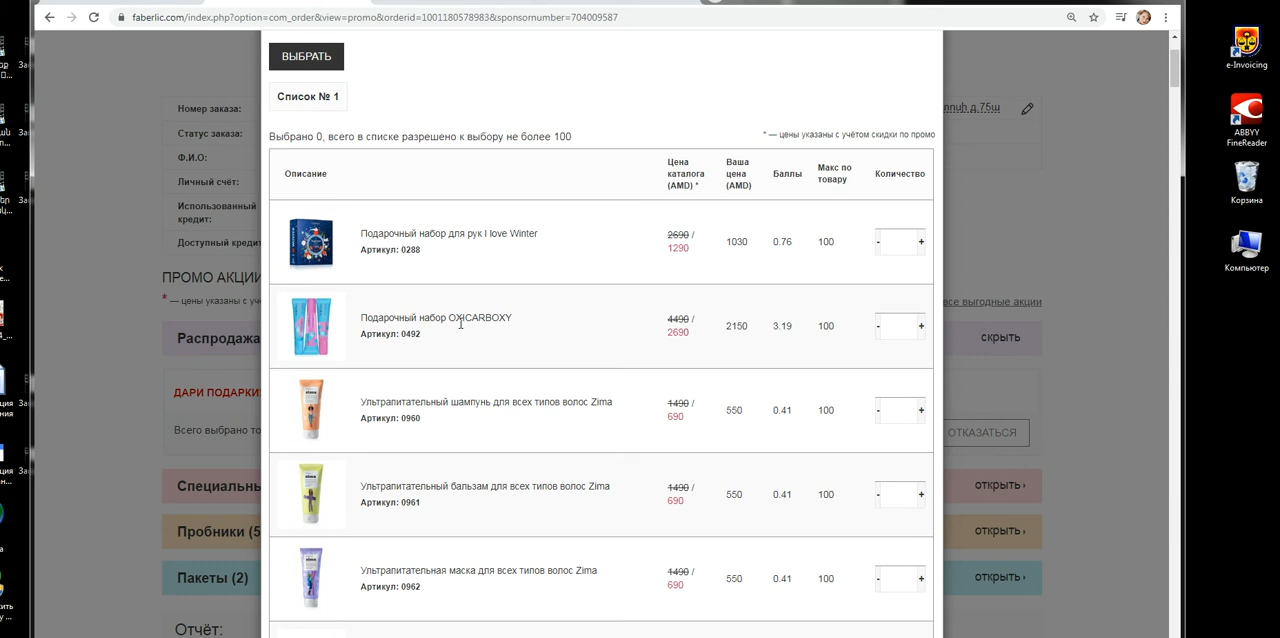 faberlic.com/index.php?option=com_order&view=promo&orderid=1001180578983&sponsornumber=704009587
ВЫБРАТЬ
Список № 1
Выбрано 0, всего в списке разрешено к выбору не более 100
* — цены указаны с учётом скидки по промо
Описание
Цена каталога (AMD) *
Ваша цена (AMD)
Баллы
Макс по товару
Количество
Подарочный набор для рук I love Winter
Артикул: 0288
2690 / 1290
1030
0.76
100
- +
Подарочный набор OXICARBOXY
Артикул: 0492
4490 / 2690
2150
3.19
100
- +
Ультрапитательный шампунь для всех типов волос Zima
Артикул: 0960
1490 / 690
550
0.41
100
- +
Ультрапитательный бальзам для всех типов волос Zima
Артикул: 0961
1490 / 690
550
0.41
100
- +
Ультрапитательная маска для всех типов волос Zima
Артикул: 0962
1490 / 690
550
0.41
100
- +
Номер заказа:
Статус заказа:
Ф.И.О:
Личный счёт:
Использованный
кредит:
Доступный
ПРОМО АКЦИИ
* — цены указаны с
Распродажа
ДАРИ ПОДАРКИ
Всего выбрано
Пробники (5
Пакеты (2)
Отчёт:
д.75ш
все выгодные акции
скрыть
ОТКАЗАТЬСЯ
открыть ›
открыть ›
открыть ›
e-Invoicing
ABBYY
FineReader
Корзина
Компьютер